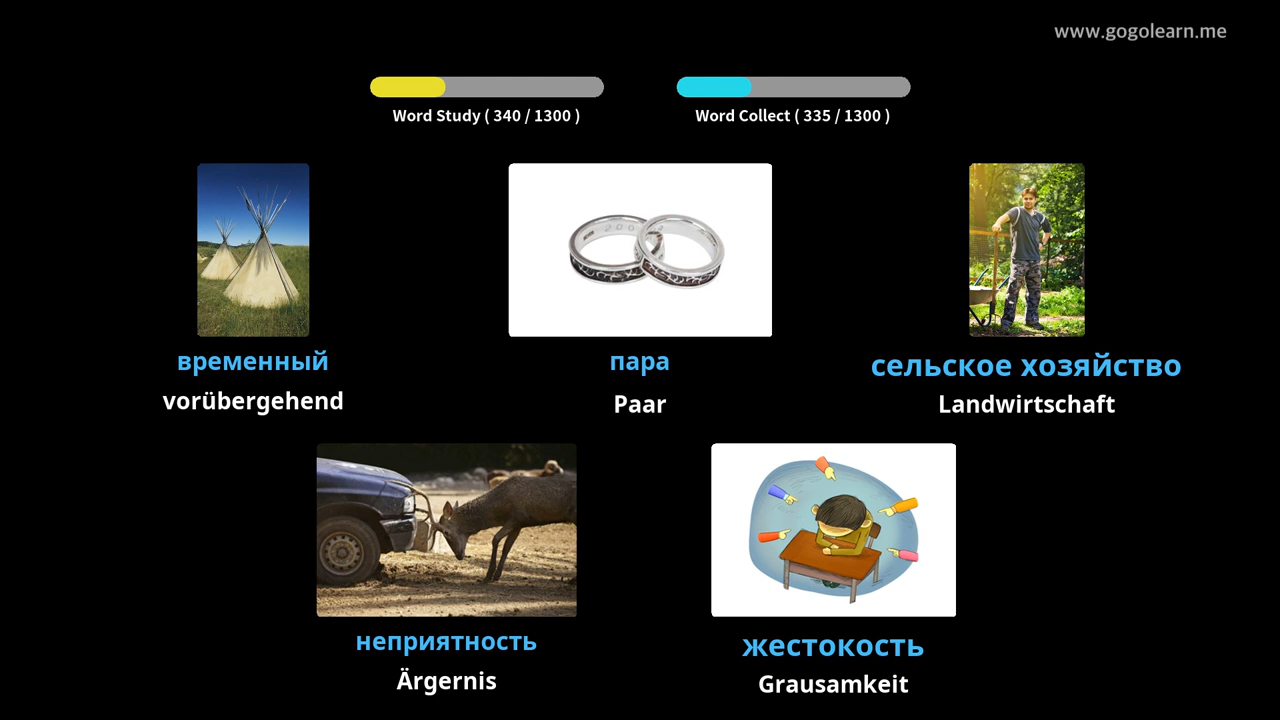 www.gogolearn.me
Word Study ( 340 / 1300 )
Word Collect ( 335 / 1300 )
временный
vorübergehend
пара
Paar
сельское хозяйство
Landwirtschaft
неприятность
Ärgernis
жестокость
Grausamkeit